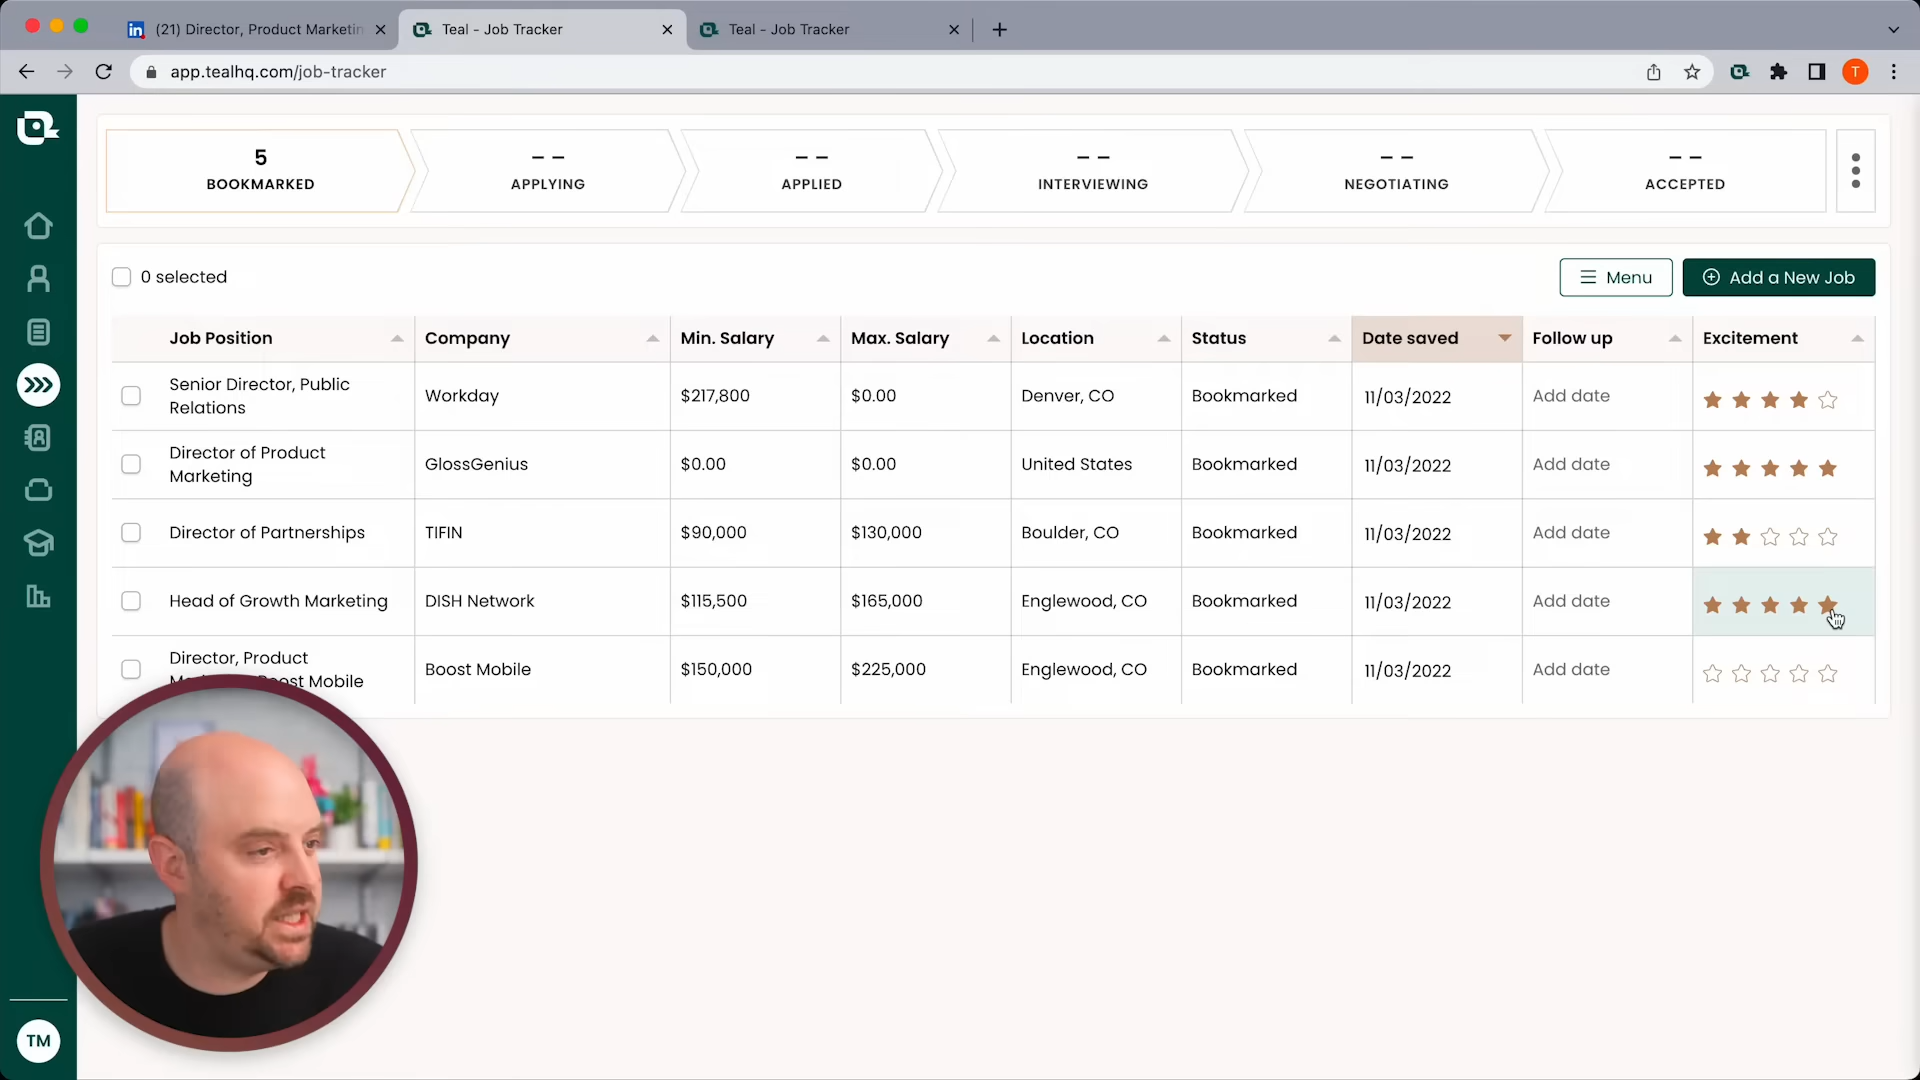 (21) Director, Product Marketin
Teal - Job Tracker
Teal - Job Tracker
app.tealhq.com/job-tracker
T
5
BOOKMARKED
– –
APPLYING
– –
APPLIED
– –
INTERVIEWING
– –
NEGOTIATING
– –
ACCEPTED
0 selected
Menu
Add a New Job
Job Position Company Min. Salary Max. Salary Location Status Date saved Follow up Excitement
Senior Director, Public
Relations
Workday $217,800 $0.00 Denver, CO Bookmarked 11/03/2022 Add date
Director of Product
Marketing
GlossGenius $0.00 $0.00 United States Bookmarked 11/03/2022 Add date
Director of Partnerships TIFIN $90,000 $130,000 Boulder, CO Bookmarked 11/03/2022 Add date
Head of Growth Marketing DISH Network $115,500 $165,000 Englewood, CO Bookmarked 11/03/2022 Add date
Director, Product
Mobile
Boost Mobile $150,000 $225,000 Englewood, CO Bookmarked 11/03/2022 Add date
TM